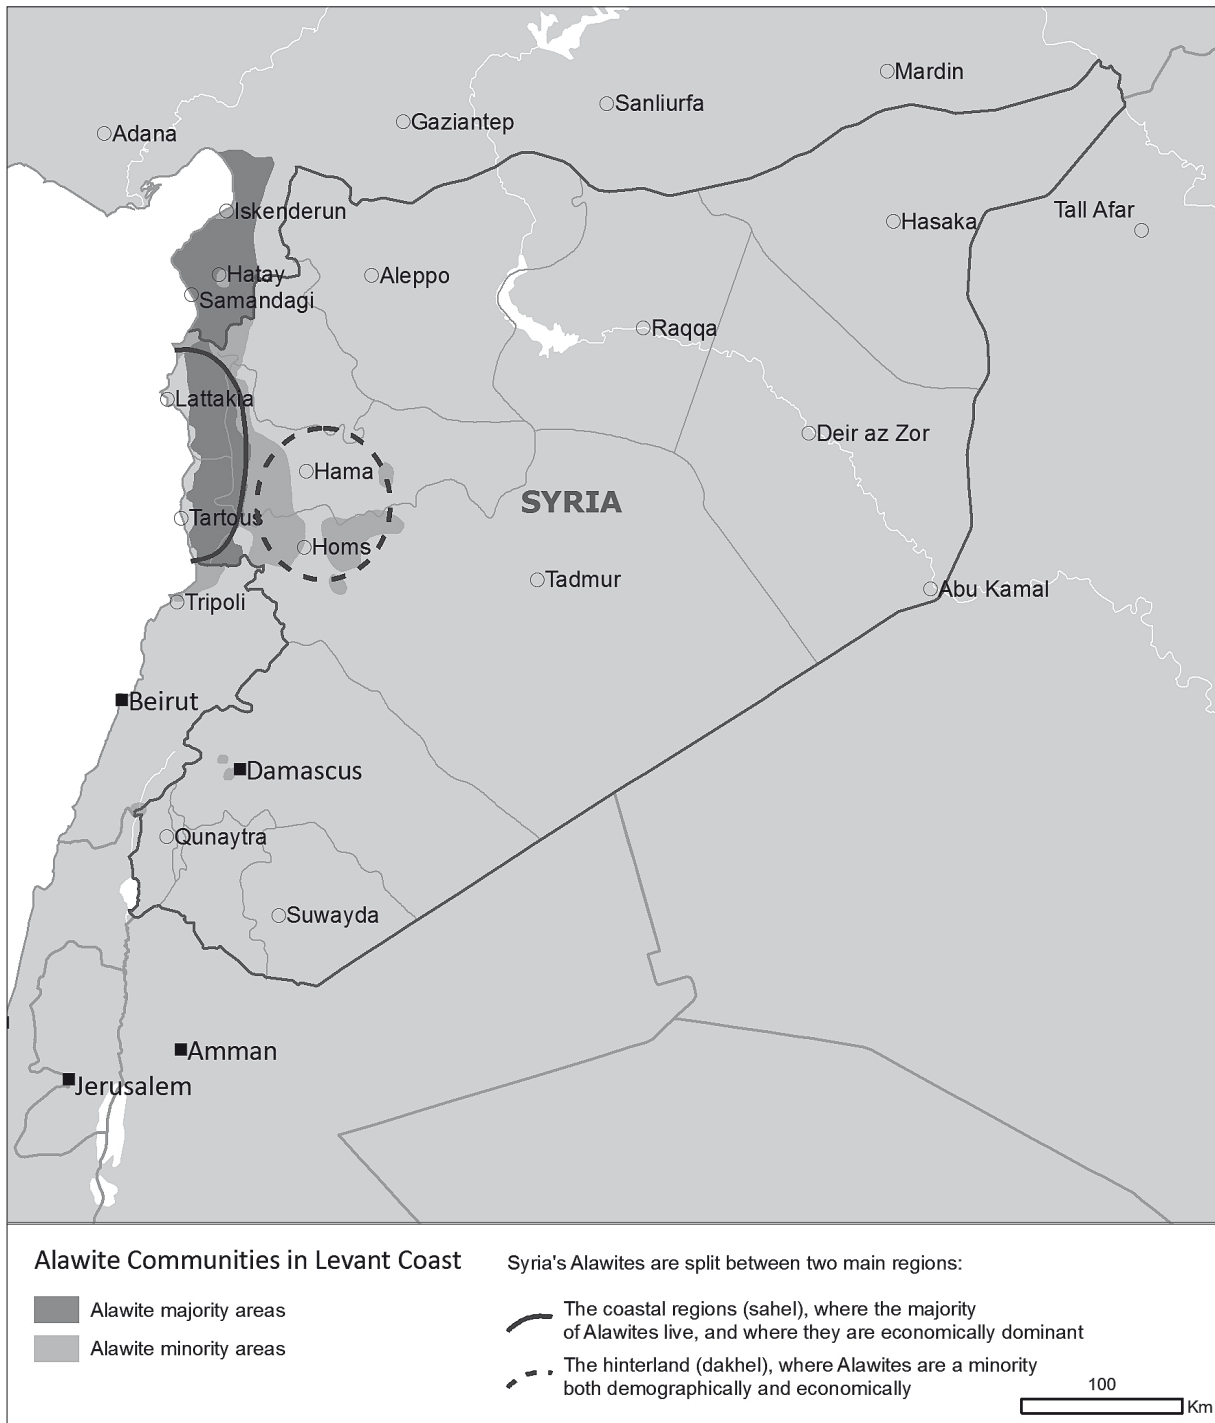 Mardin
Sanliurfa
Gaziantep
Adana
Iskenderun
Hasaka
Tall Afar
Hatay
Aleppo
Samandagi
Raqqa
Lattakia
Deir az Zor
Hama
SYRIA
Tartous
Homs
Tadmur
Abu Kamal
Tripoli
Beirut
Damascus
Qunaytra
Suwayda
Amman
Jerusalem
Alawite Communities in Levant Coast
Alawite majority areas
Alawite minority areas
Syria's Alawites are split between two main regions:
The coastal regions (sahel), where the majority
of Alawites live, and where they are economically dominant
The hinterland (dakhel), where Alawites are a minority
both demographically and economically
100
Km